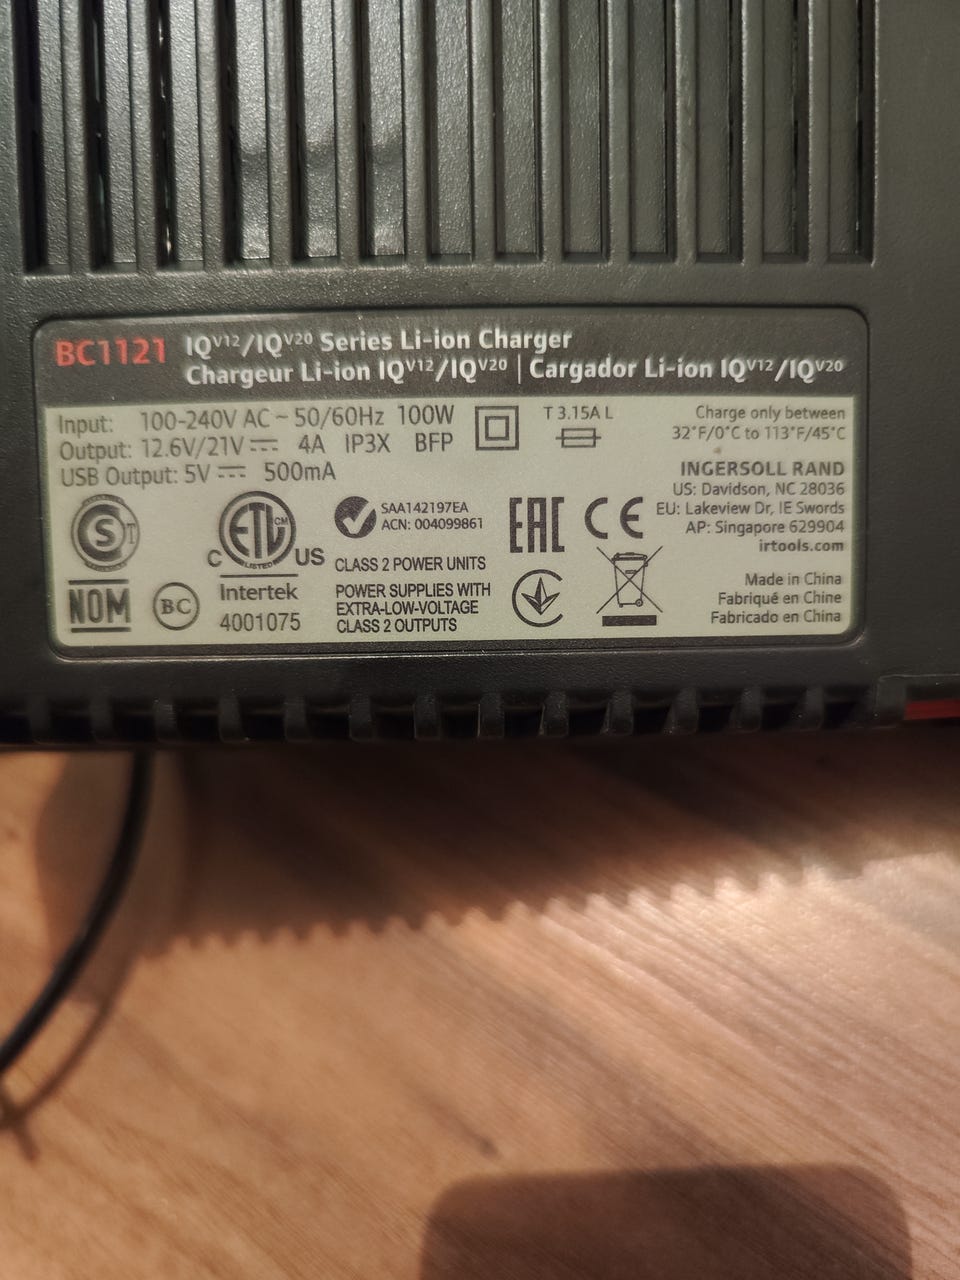 BC1121 IQV12/IQV20 Series Li-ion Charger
Chargeur Li-ion IQV12/IQV20 | Cargador Li-ion IQV12/IQV20
Input: 100-240V AC ~ 50/60Hz 100W
Output: 12.6V/21V ⎓ 4A IP3X BFP
USB Output: 5V ⎓ 500mA
T 3.15A L
Charge only between
32°F/0°C to 113°F/45°C
INGERSOLL RAND
US: Davidson, NC 28036
EU: Lakeview Dr, IE Swords
AP: Singapore 629904
irtools.com
Made in China
Fabriqué en Chine
Fabricado en China
S T
NOM
BC
C ETL CM US
LISTED
Intertek
4001075
SAA142197EA
ACN: 004099861
CLASS 2 POWER UNITS
POWER SUPPLIES WITH
EXTRA-LOW-VOLTAGE
CLASS 2 OUTPUTS
EAC CE